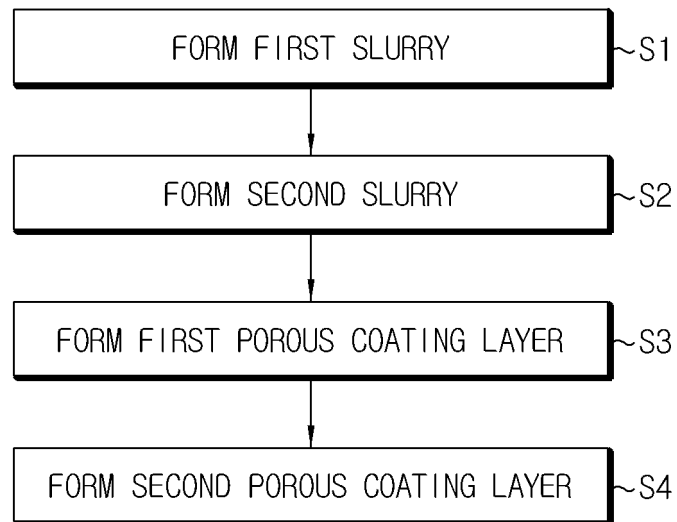 FORM FIRST SLURRY ~S1
FORM SECOND SLURRY ~S2
FORM FIRST POROUS COATING LAYER ~S3
FORM SECOND POROUS COATING LAYER ~S4